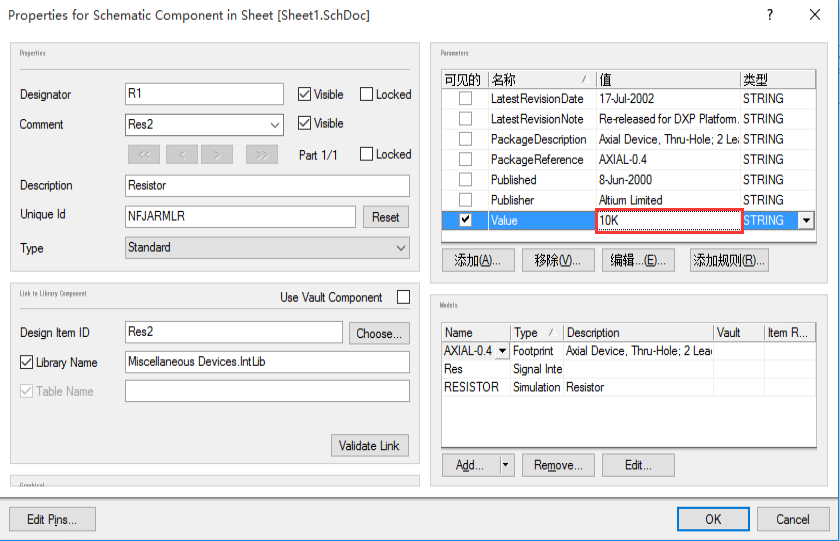 Properties for Schematic Component in Sheet [Sheet1.SchDoc]
? X
Properties
Designator R1 Visible Locked
Comment Res2 Visible
<< < > >> Part 1/1 Locked
Description Resistor
Unique Id NFJARMLR Reset
Type Standard
Link to Library Component
Use Vault Component
Design Item ID Res2 Choose...
Library Name Miscellaneous Devices.IntLib
Table Name
Validate Link
Graphical
Parameters
可见的 名称 值 类型
LatestRevisionDate 17-Jul-2002 STRING
LatestRevisionNote Re-released for DXP Platform. STRING
PackageDescription Axial Device, Thru-Hole; 2 Lea STRING
PackageReference AXIAL-0.4 STRING
Published 8-Jun-2000 STRING
Publisher Altium Limited STRING
Value 10K STRING
添加(A)... 移除(V)... 编辑...(E)... 添加规则(R)...
Models
Name Type Description Vault Item R...
AXIAL-0.4 Footprint Axial Device, Thru-Hole; 2 Lead
Res Signal Inte
RESISTOR Simulation Resistor
Add... Remove... Edit...
Edit Pins... OK Cancel